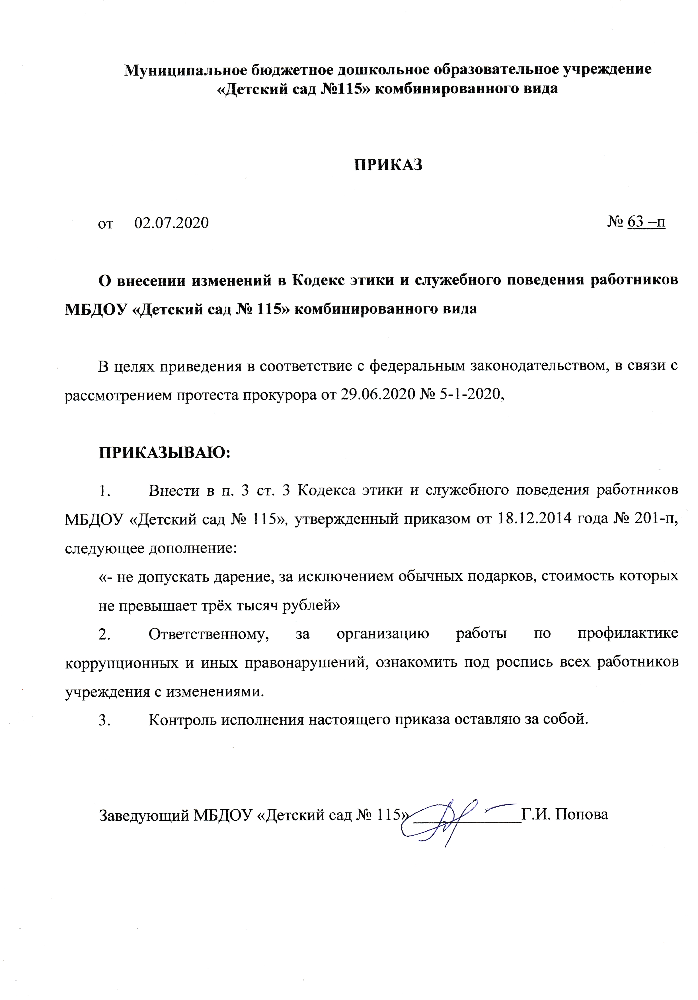 Муниципальное бюджетное дошкольное образовательное учреждение
«Детский сад №115» комбинированного вида
ПРИКАЗ
от 02.07.2020 № 63 –п
О внесении изменений в Кодекс этики и служебного поведения работников
МБДОУ «Детский сад № 115» комбинированного вида
В целях приведения в соответствие с федеральным законодательством, в связи с
рассмотрением протеста прокурора от 29.06.2020 № 5-1-2020,
ПРИКАЗЫВАЮ:
1. Внести в п. 3 ст. 3 Кодекса этики и служебного поведения работников
МБДОУ «Детский сад № 115», утвержденный приказом от 18.12.2014 года № 201-п,
следующее дополнение:
«- не допускать дарение, за исключением обычных подарков, стоимость которых
не превышает трёх тысяч рублей»
2. Ответственному, за организацию работы по профилактике
коррупционных и иных правонарушений, ознакомить под роспись всех работников
учреждения с изменениями.
3. Контроль исполнения настоящего приказа оставляю за собой.
Заведующий МБДОУ «Детский сад № 115» _____________Г.И. Попова